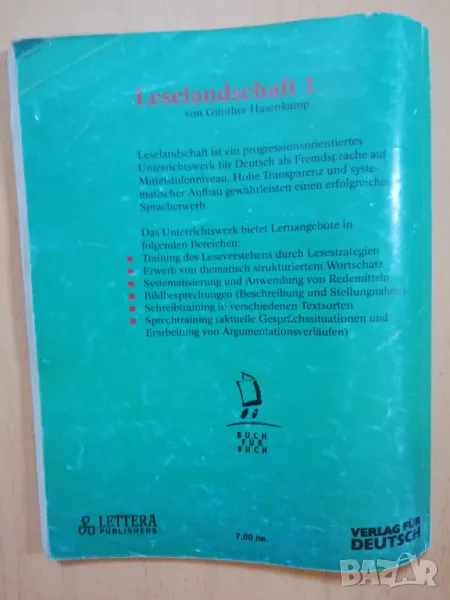 Leselandschaft 1
von Günther Hasenkamp
Leselandschaft ist ein progressionsorientiertes
Unterrichtswerk für Deutsch als Fremdsprache auf
Mittelstufenniveau. Hohe Transparenz und syste-
matischer Aufbau gewährleisten einen erfolgreichen
Spracherwerb.
Das Unterrichtswerk bietet Lernangebote in
folgenden Bereichen:
Training des Leseverstehens durch Lesestrategien
Erwerb von thematisch strukturiertem Wortschatz
Systematisierung und Anwendung von Redemitteln
Bildbesprechungen (Beschreibung und Stellungnahme)
Schreibtraining in verschiedenen Textsorten
Sprechtraining (aktuelle Gesprächssituationen und
Erarbeitung von Argumentationsverläufen)
BUCH
FÜR
BUCH
LETTERA
PUBLISHERS
7,00 лв.
VERLAG FÜR
DEUTSCH
BAZAR